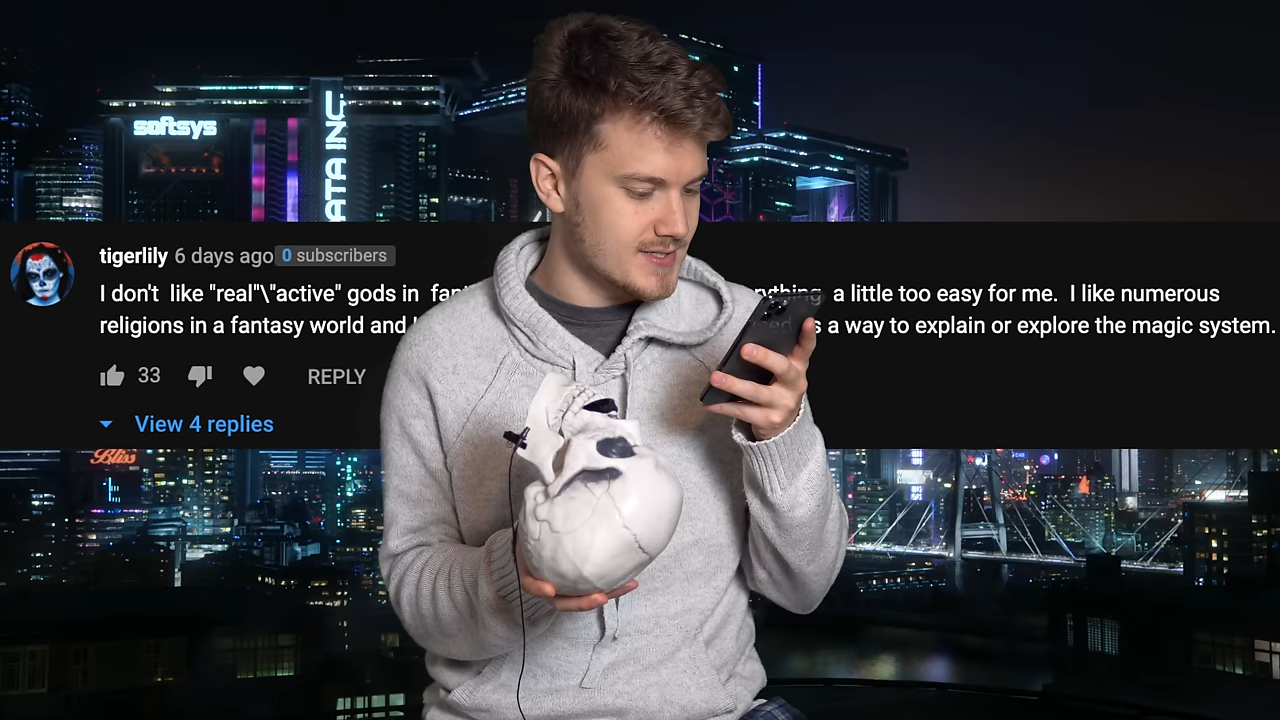 softsys
DATA INC
tigerlily 6 days ago 0 subscribers
I don't like "real"\"active" gods in a little too easy for me. I like numerous
religions in a fantasy world and a way to explain or explore the magic system.
33 REPLY
View 4 replies
Bliss